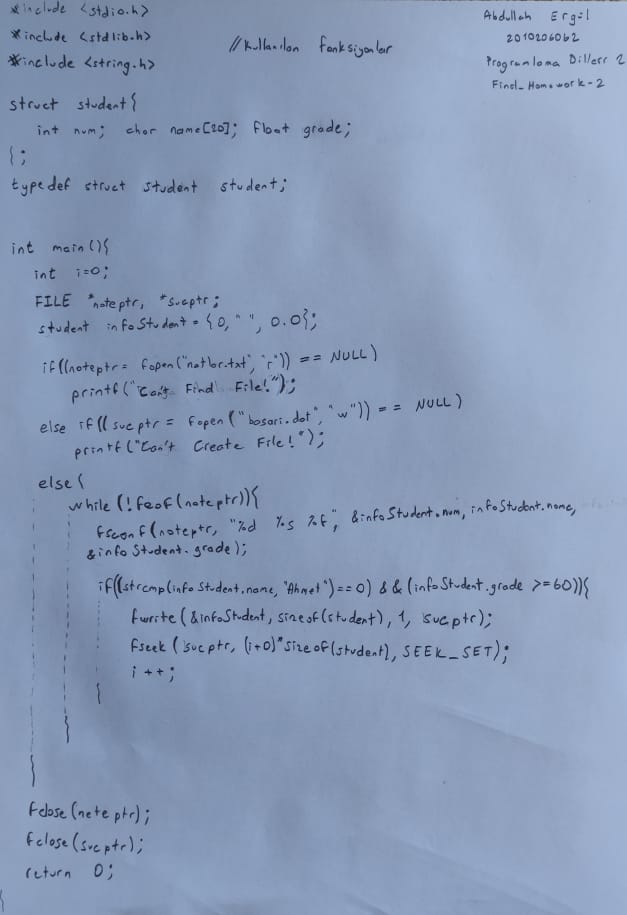 #include <stdio.h>
#include <stdlib.h>
#include <string.h>
//Kullanılan fonksiyonlar
Abdullah Ergül
2010206062
Programlama Dilleri 2
Final_Homework-2
struct student{
int num; char name[20]; float grade;
};
typedef struct student student;
int main(){
int i=0;
FILE *noteptr, *sucptr;
student infoStudent = {0, " ", 0.0};
if((noteptr = fopen("notlar.txt", "r")) == NULL)
printf("Can't Find File!");
else if(( sucptr = fopen("basari.dat", "w")) == NULL)
printf("Can't Create File!");
else{
while(!feof(noteptr)){
fscanf(noteptr, "%d %s %f", &infoStudent.num, infoStudent.name,
&infoStudent.grade);
if((strcmp(infoStudent.name, "Ahmet")==0) && (infoStudent.grade >=60)){
fwrite(&infoStudent, sizeof(student), 1, sucptr);
fseek(sucptr, (i+0)*sizeof(student), SEEK_SET);
i++;
}
}
}
fclose(noteptr);
fclose(sucptr);
return 0;
}